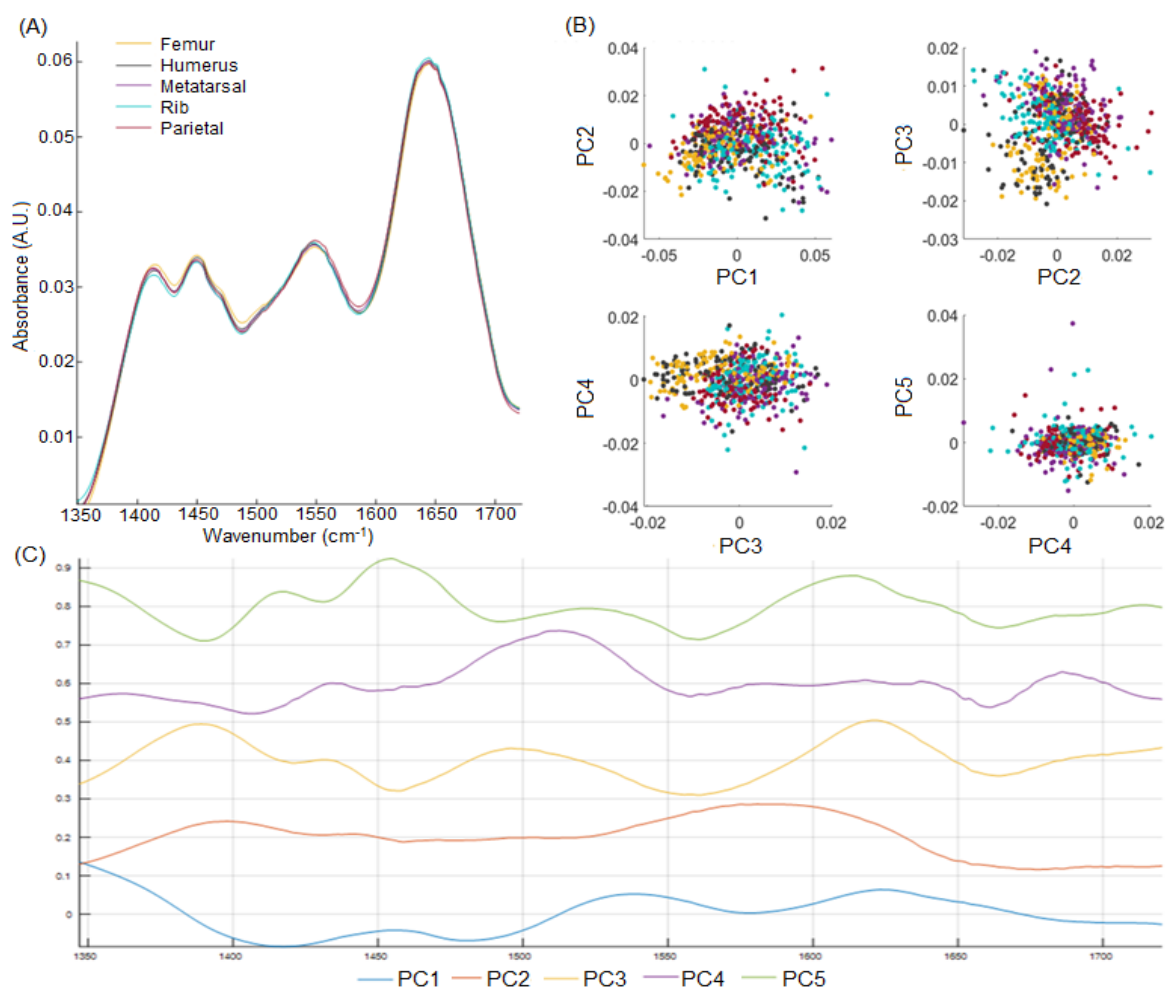 (A)
Femur
Humerus
Metatarsal
Rib
Parietal
0.06
0.05
0.04
0.03
0.02
0.01
Absorbance (A.U.)
1350 1400 1450 1500 1550 1600 1650 1700
Wavenumber (cm⁻¹)
(B)
0.04
0.02
0
-0.02
-0.04
PC2
-0.05 0 0.05
PC1
0.02
0.01
0
-0.01
-0.02
-0.03
PC3
-0.02 0 0.02
PC2
0.04
0.02
0
-0.02
-0.04
PC4
-0.02 0 0.02
PC3
0.04
0.02
0
-0.02
PC5
-0.02 0 0.02
PC4
(C)
0.9
0.8
0.7
0.6
0.5
0.4
0.3
0.2
0.1
0
1350 1400 1450 1500 1550 1600 1650 1700
PC1 PC2 PC3 PC4 PC5